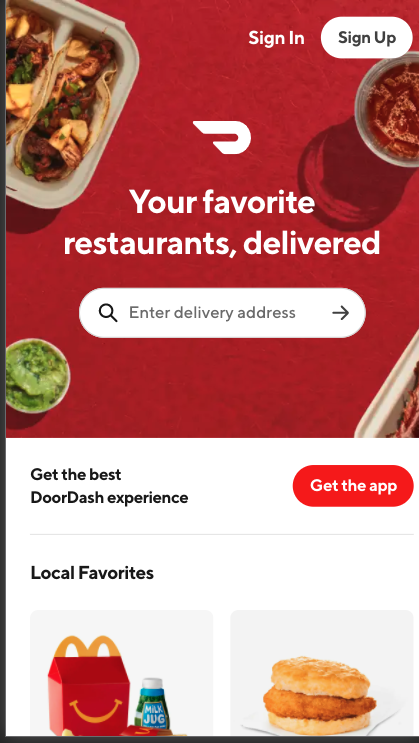 Sign In
Sign Up
Your favorite
restaurants, delivered
Enter delivery address
Get the best
DoorDash experience
Get the app
Local Favorites
MILK
JUG